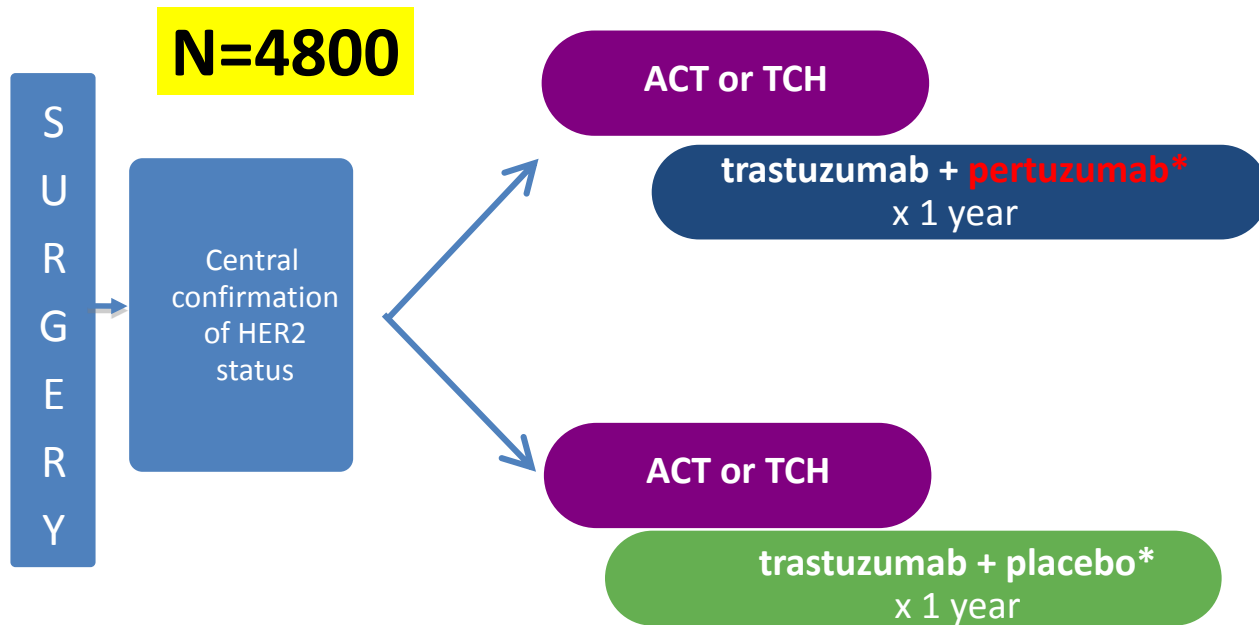 N=4800
SURGERY
Central
confirmation
of HER2
status
ACT or TCH
trastuzumab + pertuzumab*
x 1 year
ACT or TCH
trastuzumab + placebo*
x 1 year